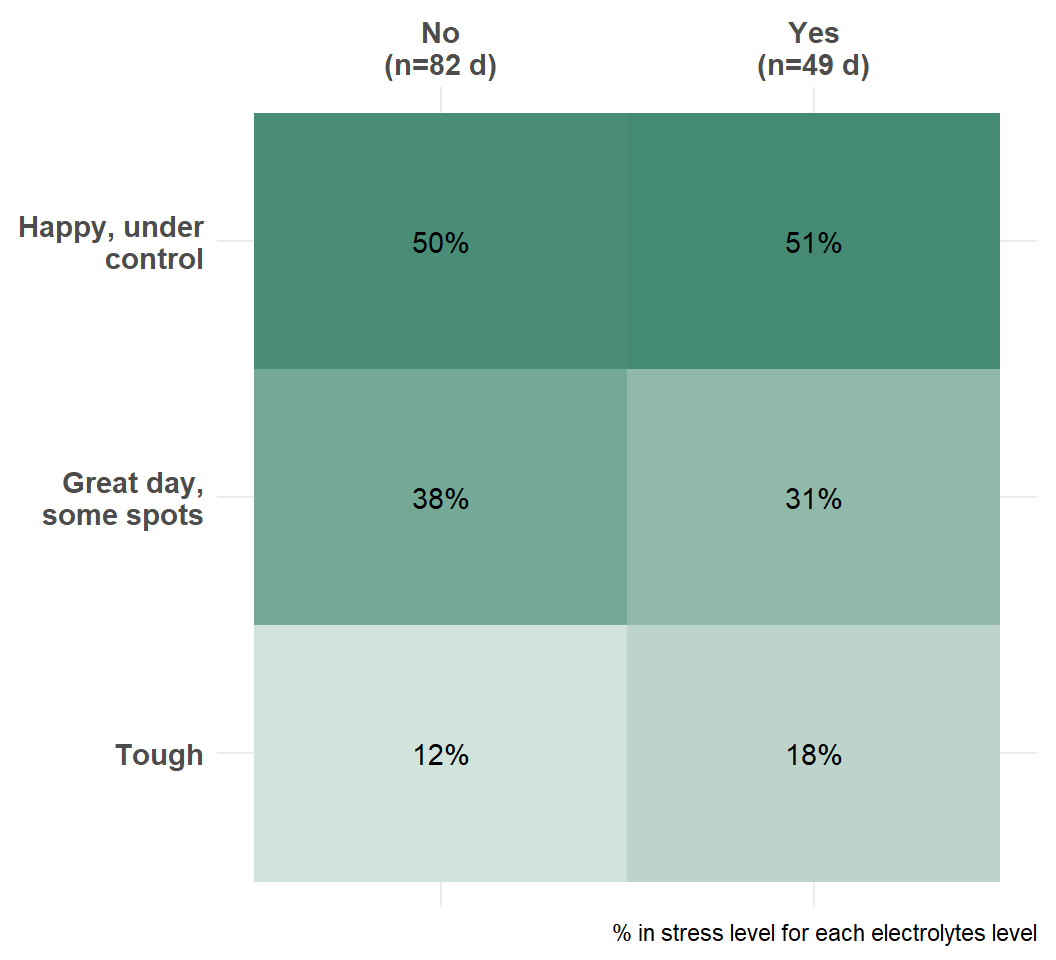 No Yes
(n=82 d) (n=49 d)
Happy, under
control
50% 51%
Great day,
some spots
38% 31%
Tough
12% 18%
% in stress level for each electrolytes level